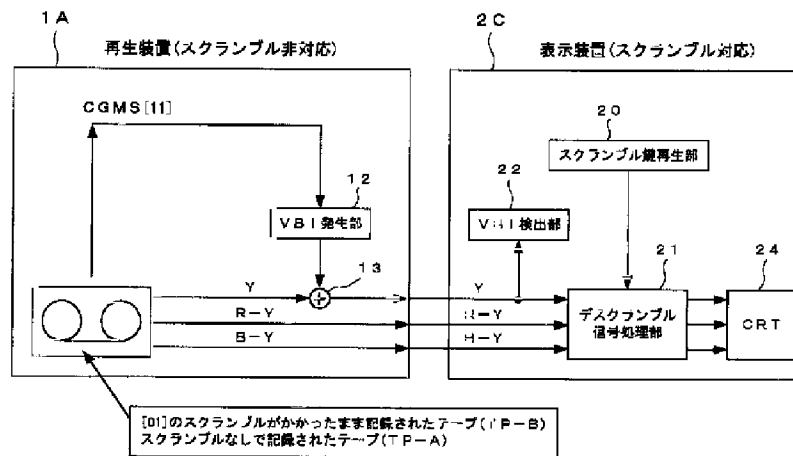 1A
再生装置(スクランブル非対応)
CGMS[11]
12
VBI発生部
13
Y
R-Y
B-Y
2C
表示装置(スクランブル対応)
20
スクランブル鍵再生部
22
VBI検出部
Y
R-Y
B-Y
21
デスクランブル
信号処理部
24
CRT
[01]のスクランブルがかかったまま記録されたテープ(TP-B)
スクランブルなしで記録されたテープ(TP-A)